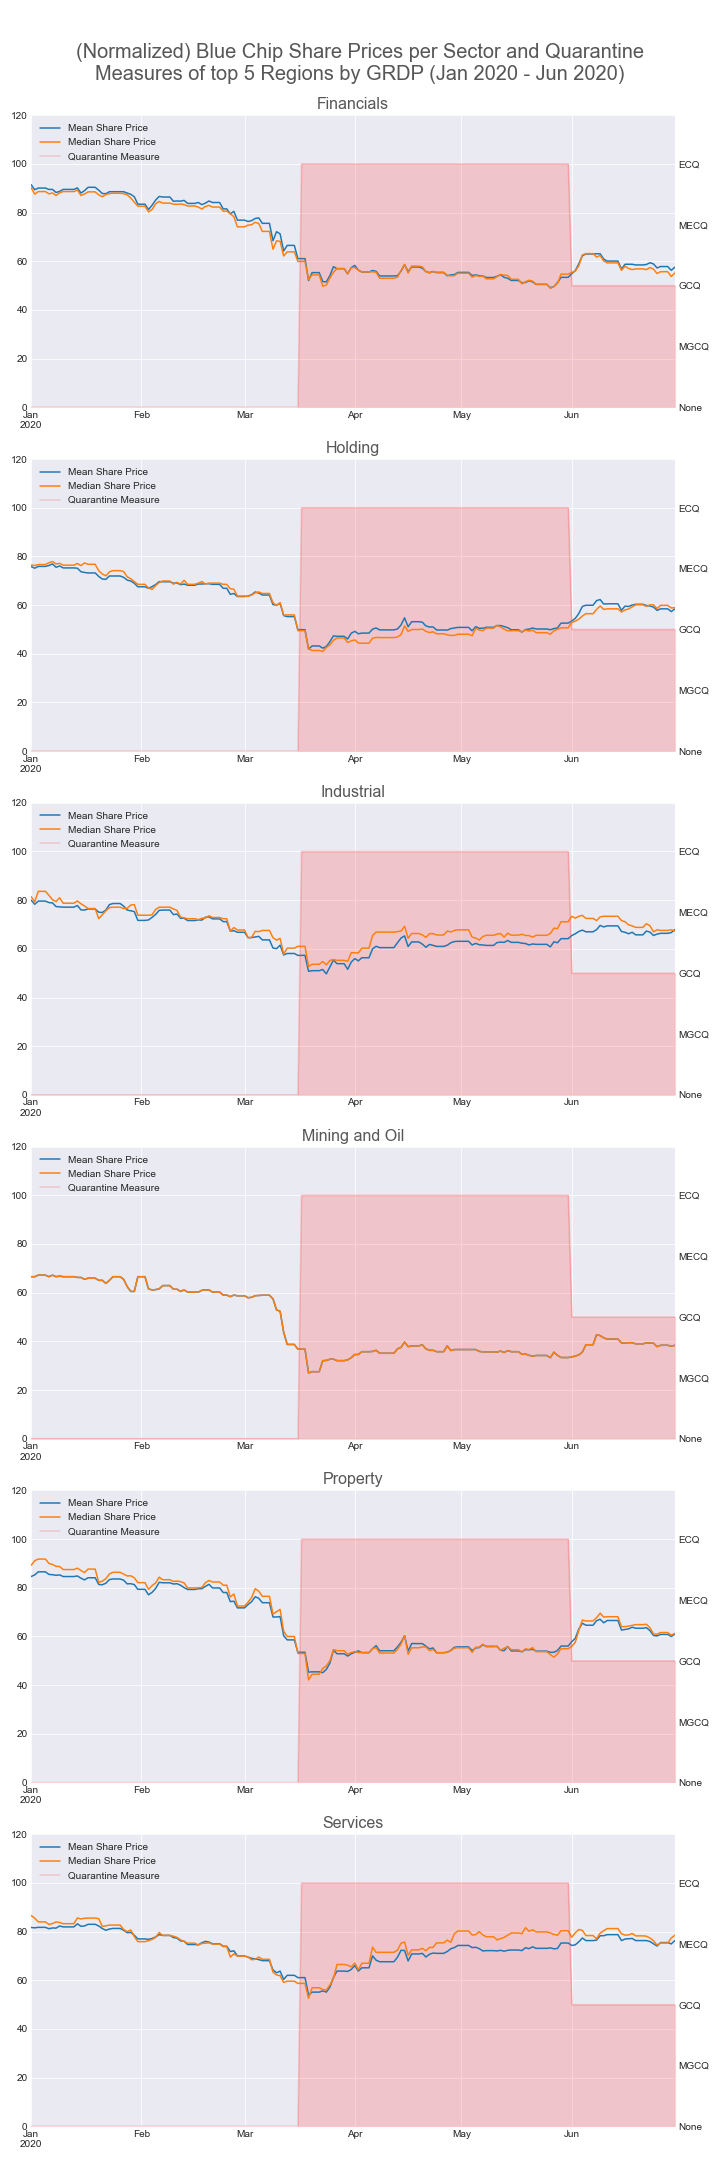 (Normalized) Blue Chip Share Prices per Sector and Quarantine
Measures of top 5 Regions by GRDP (Jan 2020 - Jun 2020)
Financials
120
Mean Share Price
Median Share Price
Quarantine Measure
100 ECQ
80
MECQ
60
GCQ
40
MGCQ
20
0 None
Jan Feb Mar Apr May Jun
2020
Holding
120
Mean Share Price
Median Share Price
Quarantine Measure
100 ECQ
80
MECQ
60
GCQ
40
MGCQ
20
0 None
Jan Feb Mar Apr May Jun
2020
Industrial
120
Mean Share Price
Median Share Price
Quarantine Measure
100 ECQ
80
MECQ
60
GCQ
40
MGCQ
20
0 None
Jan Feb Mar Apr May Jun
2020
Mining and Oil
120
Mean Share Price
Median Share Price
Quarantine Measure
100 ECQ
80
MECQ
60
GCQ
40
MGCQ
20
0 None
Jan Feb Mar Apr May Jun
2020
Property
120
Mean Share Price
Median Share Price
Quarantine Measure
100 ECQ
80
MECQ
60
GCQ
40
MGCQ
20
0 None
Jan Feb Mar Apr May Jun
2020
Services
120
Mean Share Price
Median Share Price
Quarantine Measure
100 ECQ
80
MECQ
60
GCQ
40
MGCQ
20
0 None
Jan Feb Mar Apr May Jun
2020